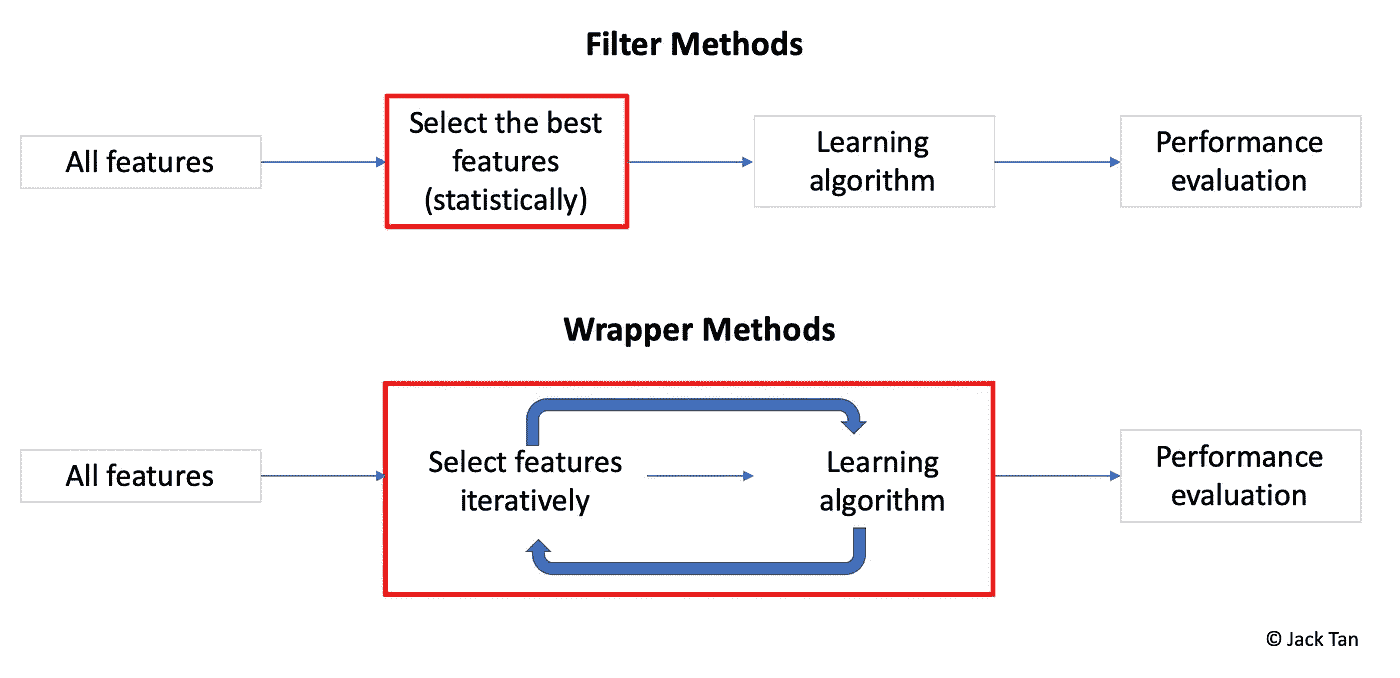 Filter Methods
All features
Select the best
features
(statistically)
Learning
algorithm
Performance
evaluation
Wrapper Methods
All features
Select features
iteratively
Learning
algorithm
Performance
evaluation
© Jack Tan